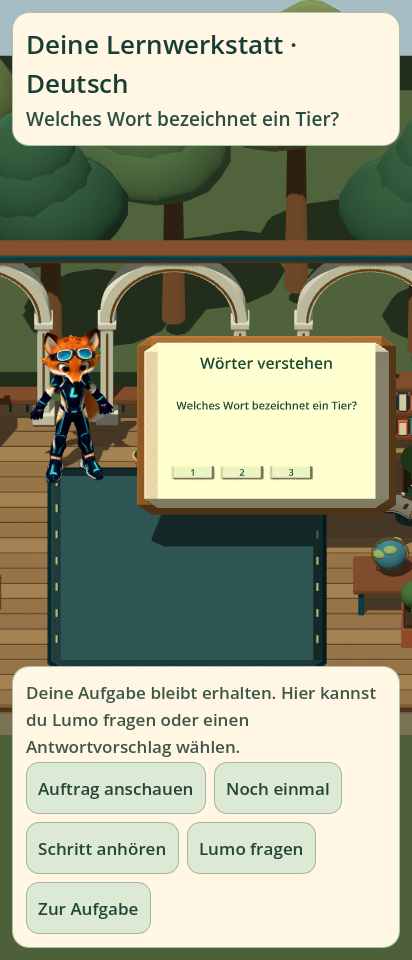 Deine Lernwerkstatt ·
Deutsch
Welches Wort bezeichnet ein Tier?
Wörter verstehen
Welches Wort bezeichnet ein Tier?
1 2 3
Deine Aufgabe bleibt erhalten. Hier kannst
du Lumo fragen oder einen
Antwortvorschlag wählen.
Auftrag anschauen Noch einmal
Schritt anhören Lumo fragen
Zur Aufgabe